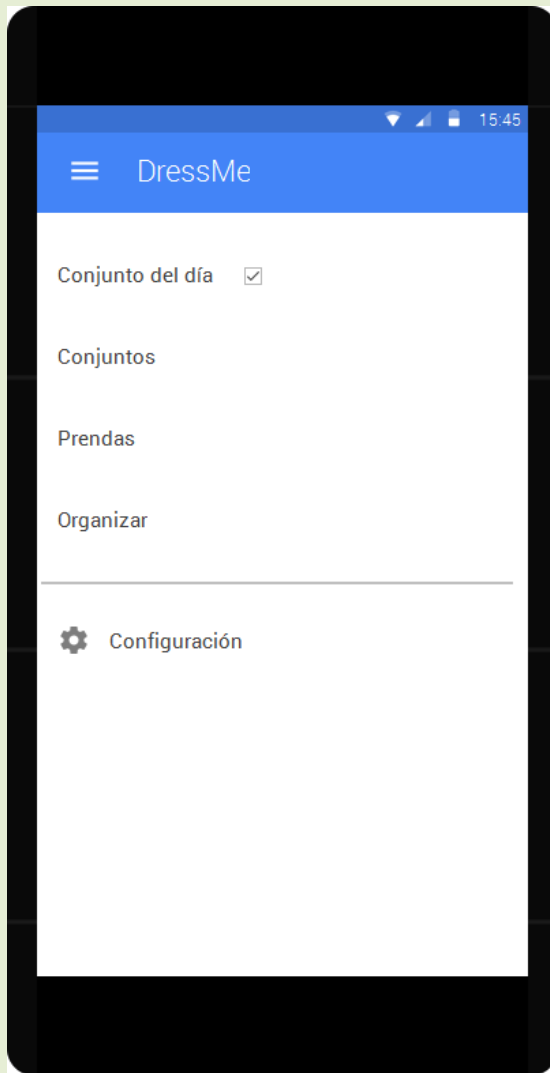 15:45
DressMe
Conjunto del día
Conjuntos
Prendas
Organizar
Configuración